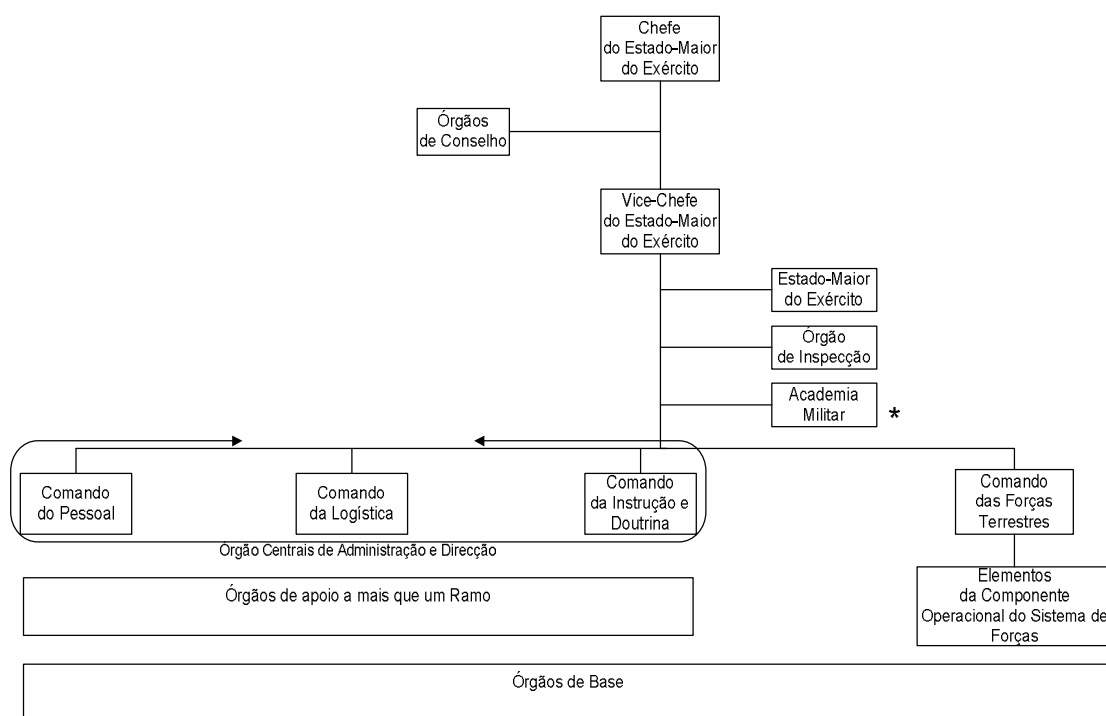 Chefe
do Estado-Maior
do Exército
Órgãos
de Conselho
Vice-Chefe
do Estado-Maior
do Exército
Estado-Maior
do Exército
Órgão
de Inspecção
Academia
Militar
*
Comando
do Pessoal
Comando
da Logística
Comando
da Instrução e
Doutrina
Comando
das Forças
Terrestres
Órgão Centrais de Administração e Direcção
Elementos
da Componente
Operacional do Sistema de
Forças
Órgãos de apoio a mais que um Ramo
Órgãos de Base